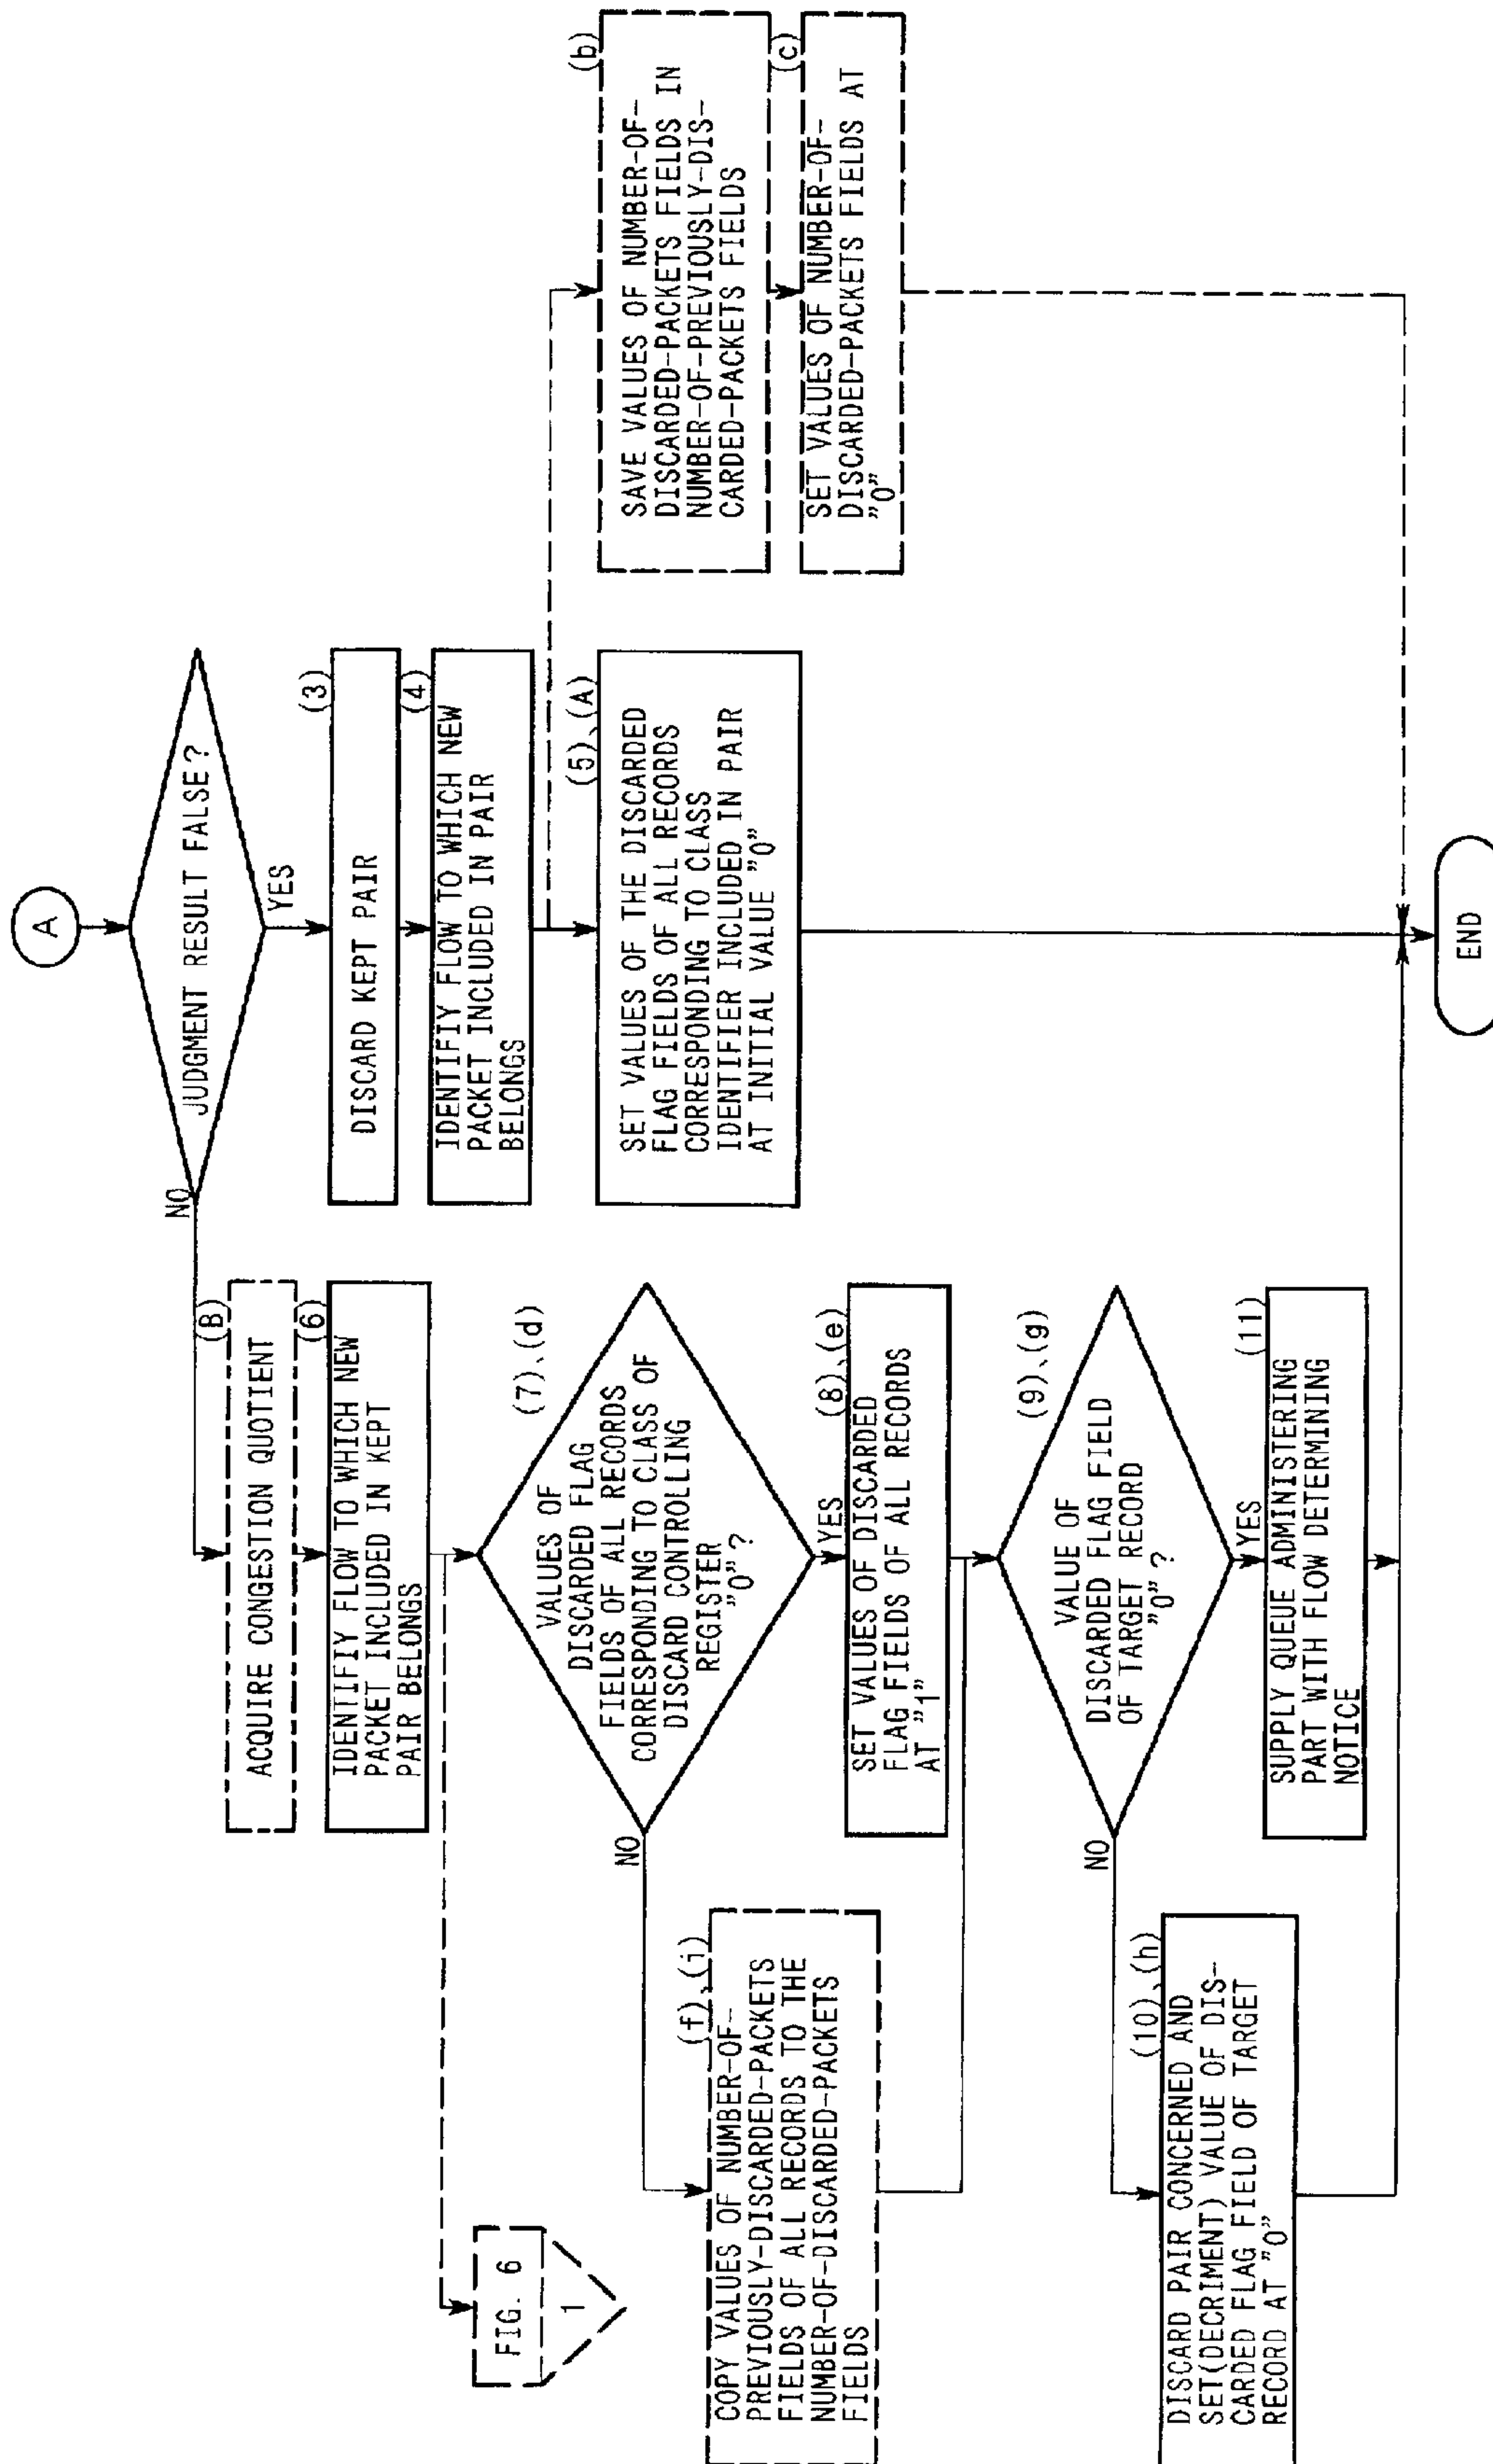 A
JUDGMENT RESULT FALSE?
YES
NO
(3)
DISCARD KEPT PAIR
(4)
IDENTIFIY FLOW TO WHICH NEW
PACKET INCLUDED IN PAIR
BELONGS
(5)、(A)
SET VALUES OF THE DISCARDED
FLAG FIELDS OF ALL RECORDS
CORRESPONDING TO CLASS
IDENTIFIER INCLUDED IN PAIR
AT INITIAL VALUE "0"
(b)
SAVE VALUES OF NUMBER-OF-
DISCARDED-PACKETS FIELDS IN
NUMBER-OF-PREVIOUSLY-DIS-
CARDED-PACKETS FIELDS
(c)
SET VALUES OF NUMBER-OF-
DISCARDED-PACKETS FIELDS AT
"0"
(B)
ACQUIRE CONGESTION QUOTIENT
(6)
IDENTIFIY FLOW TO WHICH NEW
PACKET INCLUDED IN KEPT
PAIR BELONGS
FIG. 6
1
(7)、(d)
VALUES OF
DISCARDED FLAG
FIELDS OF ALL RECORDS
CORRESPONDING TO CLASS OF
DISCARD CONTROLLING
REGISTER
"0"?
NO
YES
(f)、(i)
COPY VALUES OF NUMBER-OF-
PREVIOUSLY-DISCARDED-PACKETS
FIELDS OF ALL RECORDS TO THE
NUMBER-OF-DISCARDED-PACKETS
FIELDS
(8)、(e)
SET VALUES OF DISCARDED
FLAG FIELDS OF ALL RECORDS
AT "1"
(9)、(g)
VALUE OF
DISCARDED FLAG FIELD
OF TARGET RECORD
"0"?
NO
YES
(10)、(h)
DISCARD PAIR CONCERNED AND
SET(DECRIMENT) VALUE OF DIS-
CARDED FLAG FIELD OF TARGET
RECORD AT "0"
(11)
SUPPLY QUEUE ADMINISTERING
PART WITH FLOW DETERMINING
NOTICE
END